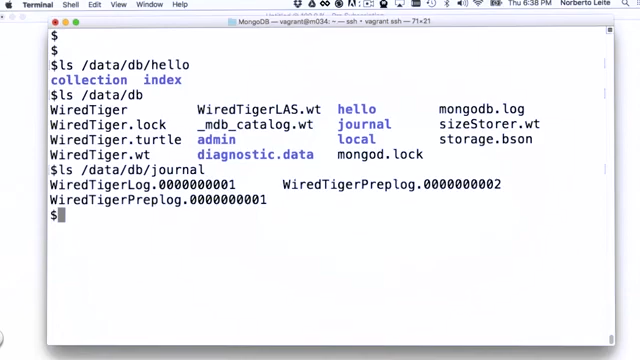 Terminal Shell Edit View Window Help Thu 6:38 PM Norberto Leite
MongoDB — vagrant@m034: ~ — ssh ‹ vagrant ssh — 71×21
$
$
$ls /data/db/hello
collection index
$ls /data/db
WiredTiger WiredTigerLAS.wt hello mongodb.log
WiredTiger.lock _mdb_catalog.wt journal sizeStorer.wt
WiredTiger.turtle admin local storage.bson
WiredTiger.wt diagnostic.data mongod.lock
$ls /data/db/journal
WiredTigerLog.0000000001 WiredTigerPreplog.0000000002
WiredTigerPreplog.0000000001
$